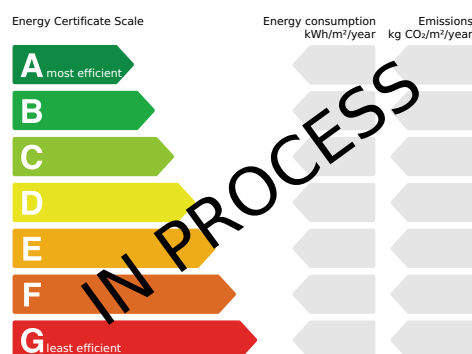 Energy Certificate Scale
Energy consumption
kWh/m²/year
Emissions
kg CO₂/m²/year
A most efficient
B
C
D
E
F
G least efficient
IN PROCESS